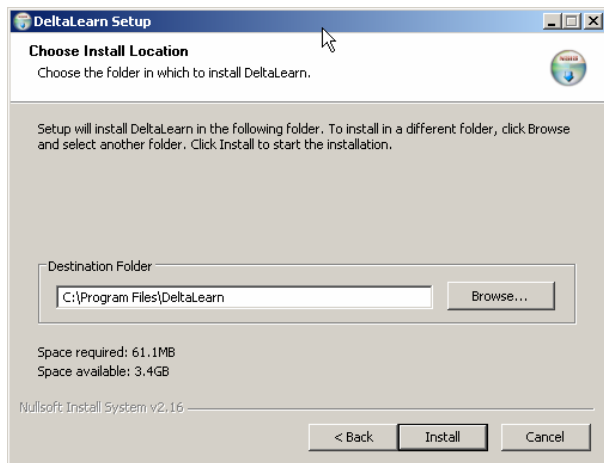 DeltaLearn Setup
Choose Install Location
Choose the folder in which to install DeltaLearn.
Setup will install DeltaLearn in the following folder. To install in a different folder, click Browse
and select another folder. Click Install to start the installation.
Destination Folder
C:\Program Files\DeltaLearn
Browse...
Space required: 61.1MB
Space available: 3.4GB
Nullsoft Install System v2.16
< Back
Install
Cancel